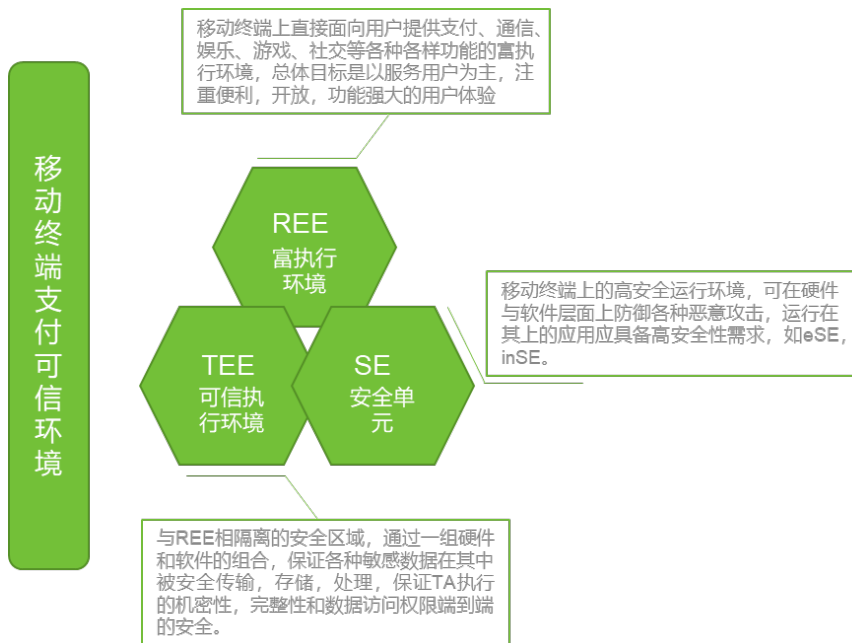 移动终端支付可信环境
移动终端上直接面向用户提供支付、通信、
娱乐、游戏、社交等各种各样功能的富执
行环境，总体目标是以服务用户为主，注
重便利，开放，功能强大的用户体验
REE
富执行
环境
TEE
可信执
行环境
SE
安全单
元
移动终端上的高安全运行环境，可在硬件
与软件层面上防御各种恶意攻击，运行在
其上的应用应具备高安全性需求，如eSE，
inSE。
与REE相隔离的安全区域，通过一组硬件
和软件的组合，保证各种敏感数据在其中
被安全传输，存储，处理，保证TA执行
的机密性，完整性和数据访问权限端到端
的安全。